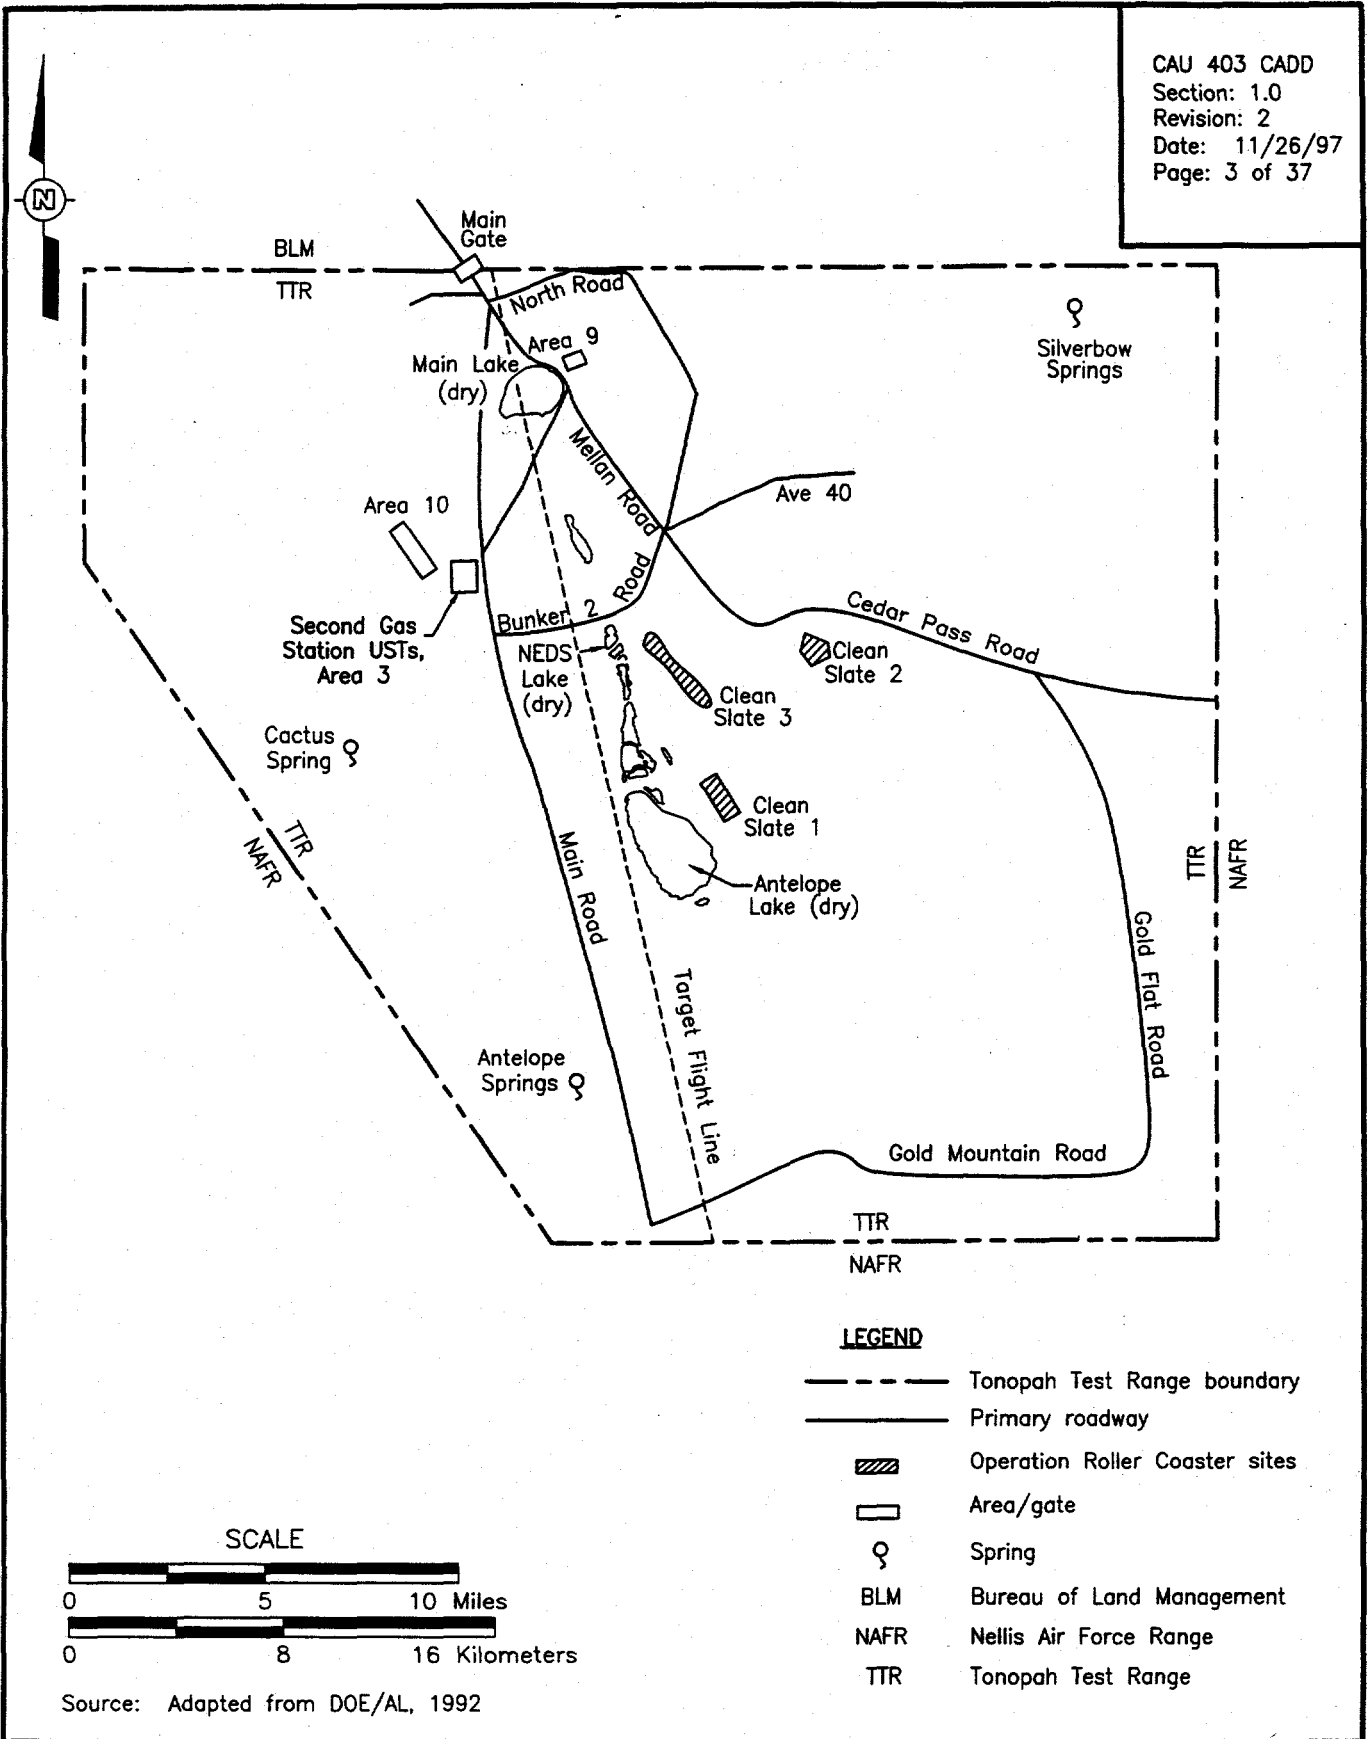 CAU 403 CADD
Section: 1.0
Revision: 2
Date: 11/26/97
Page: 3 of 37
N
Main
Gate
BLM
TTR
North Road
Silverbow
Springs
Area 9
Main Lake
(dry)
Mellan Road
Ave 40
Area 10
Bunker 2 Road
Cedar Pass Road
Second Gas
Station USTs,
Area 3
NEDS
Lake
(dry)
Clean
Slate 2
Clean
Slate 3
Cactus
Spring
Clean
Slate 1
TTR
NAFR
Main Road
TTR
NAFR
Antelope
Lake (dry)
Gold Flat Road
Target Flight Line
Antelope
Springs
Gold Mountain Road
TTR
NAFR
LEGEND
Tonopah Test Range boundary
Primary roadway
Operation Roller Coaster sites
Area/gate
Spring
BLM Bureau of Land Management
NAFR Nellis Air Force Range
TTR Tonopah Test Range
SCALE
0 5 10 Miles
0 8 16 Kilometers
Source: Adapted from DOE/AL, 1992